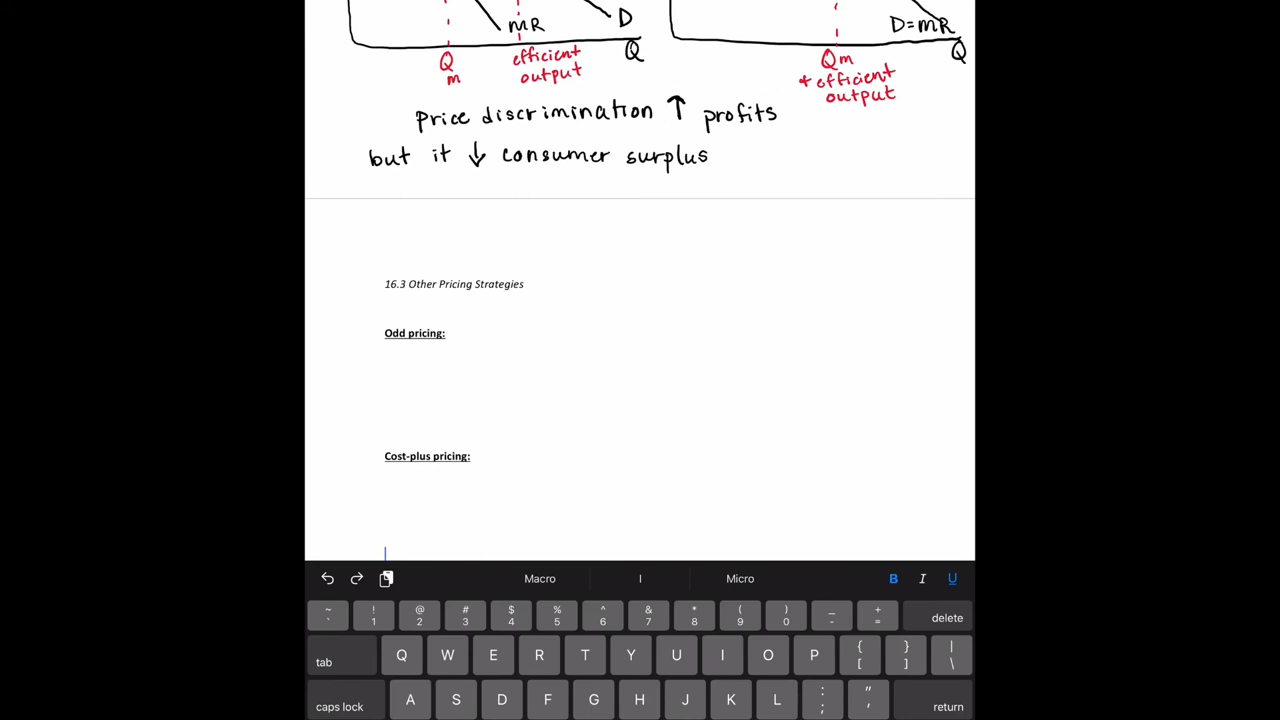 mR
D
Q
Q
m
efficient
output
D=mR
Q
Qm
+ efficient
output
price discrimination ↑ profits
but it ↓ consumer surplus
16.3 Other Pricing Strategies
Odd pricing:
Cost-plus pricing:
Macro I Micro B I U
~ ! @ # $ % ^ & * ( ) _ +
` 1 2 3 4 5 6 7 8 9 0 - = delete
tab Q W E R T Y U I O P { [ } ] | \
caps lock A S D F G H J K L : ; " ' return